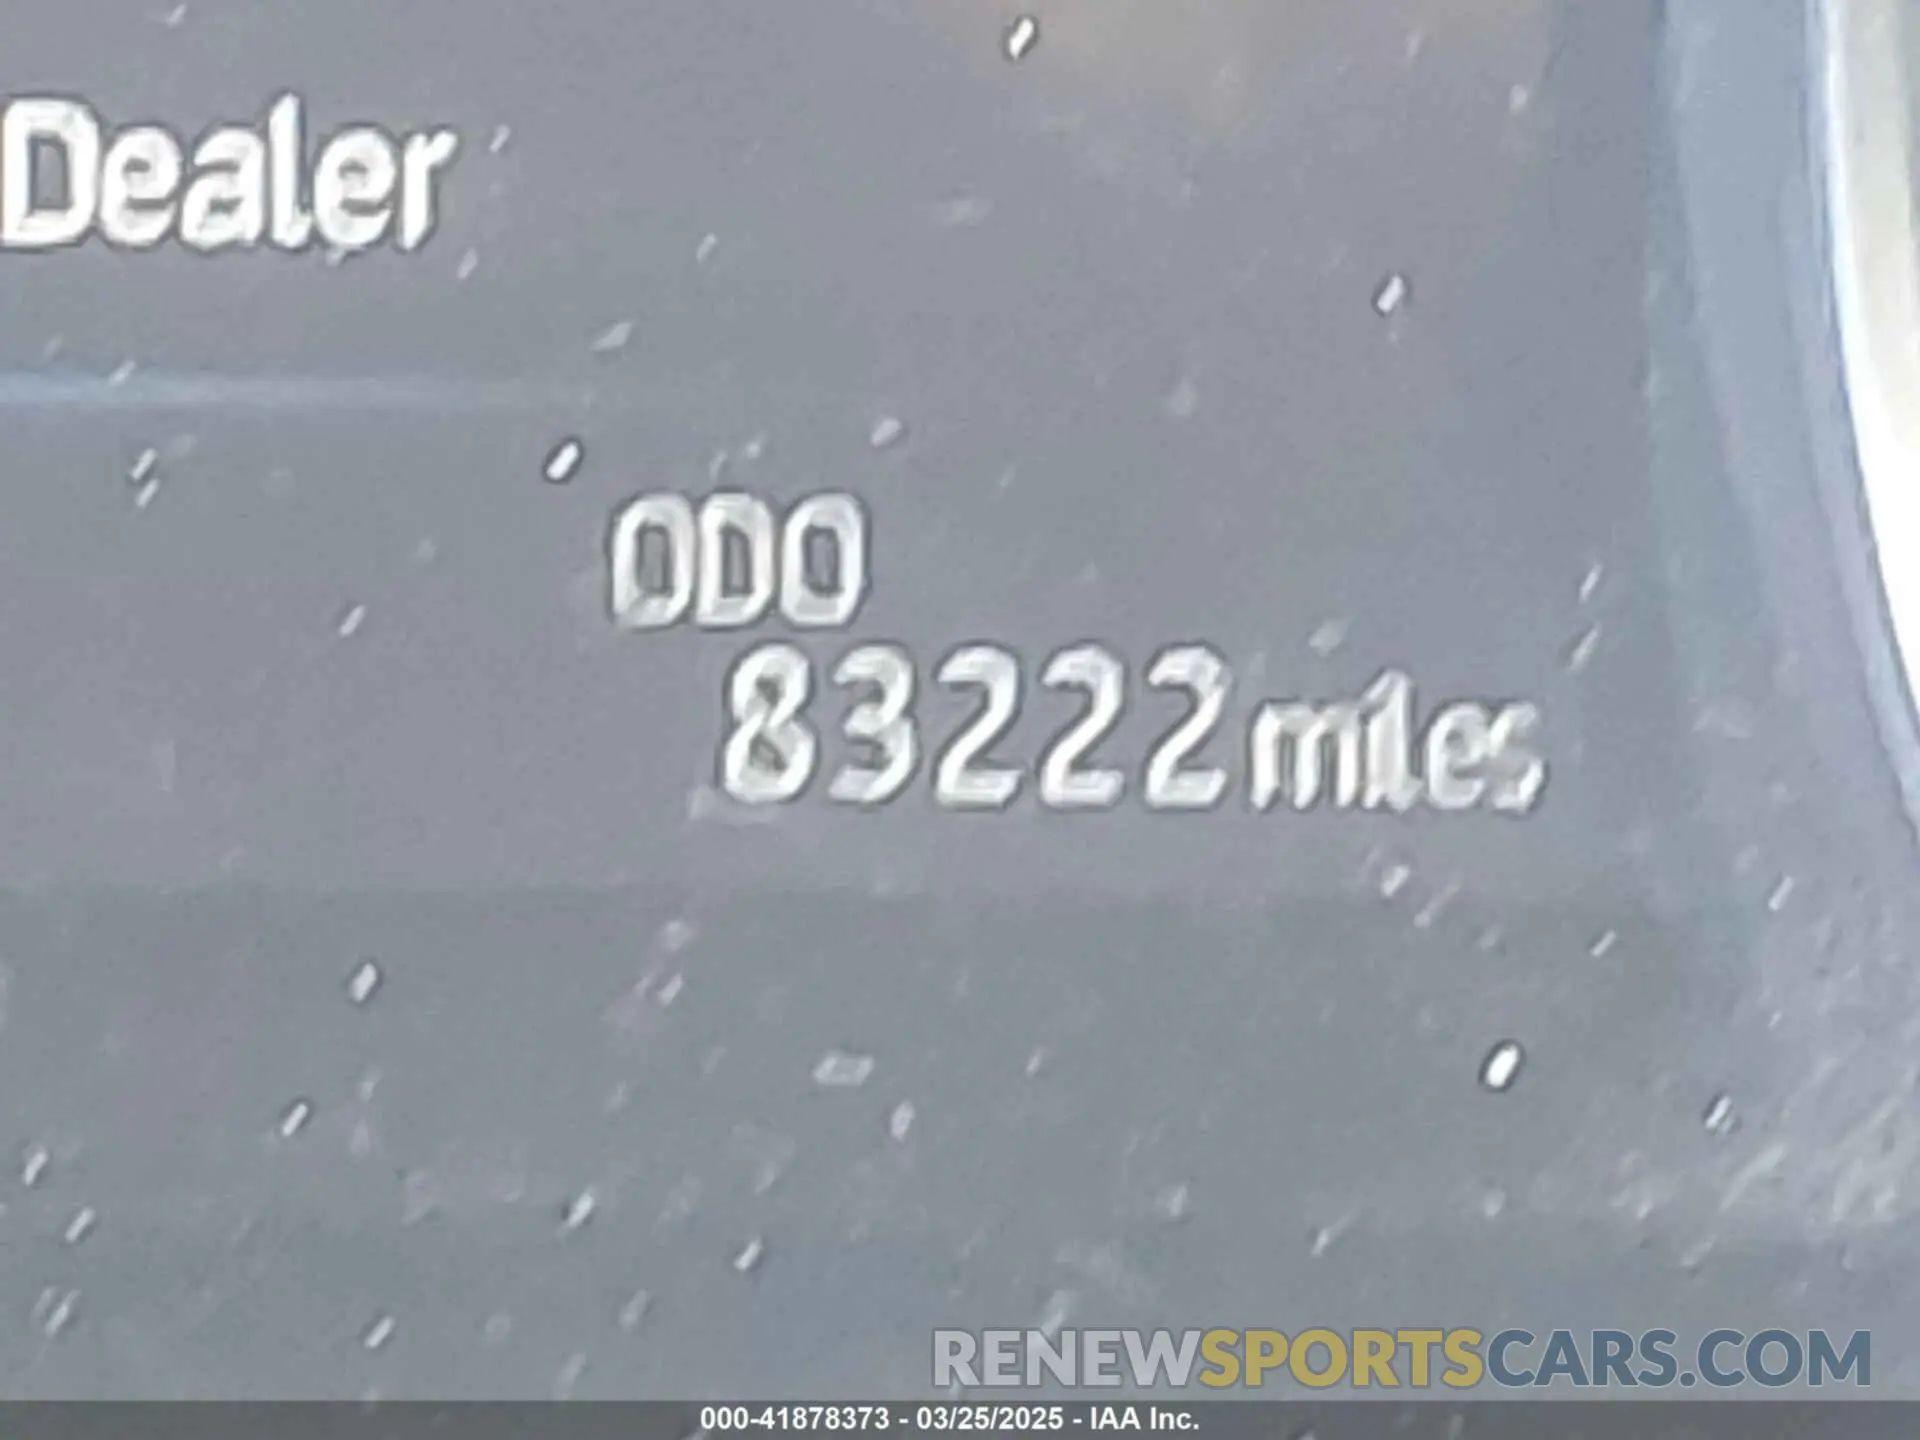 Dealer
ODO
83222 miles
RENEWSPORTSCARS.COM
000-41878373 - 03/25/2025 - IAA Inc.